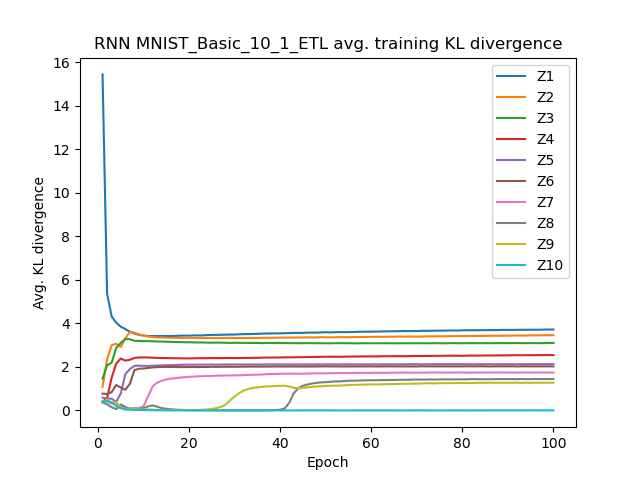 RNN MNIST_Basic_10_1_ETL avg. training KL divergence
16
14
12
10
8
6
4
2
0
Avg. KL divergence
Z1
Z2
Z3
Z4
Z5
Z6
Z7
Z8
Z9
Z10
0 20 40 60 80 100
Epoch